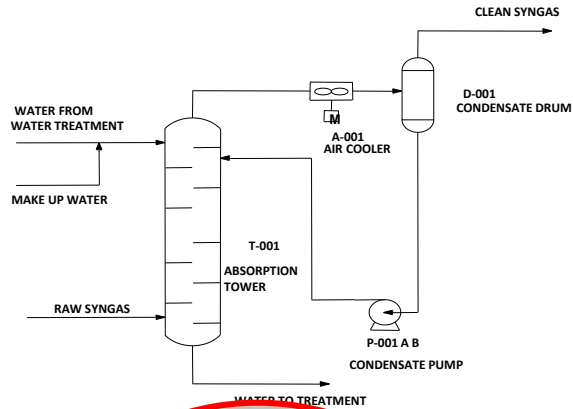 CLEAN SYNGAS
D-001
CONDENSATE DRUM
M
A-001
AIR COOLER
WATER FROM
WATER TREATMENT
MAKE UP WATER
T-001
ABSORPTION
TOWER
RAW SYNGAS
P-001 A B
CONDENSATE PUMP
WATER TO TREATMENT